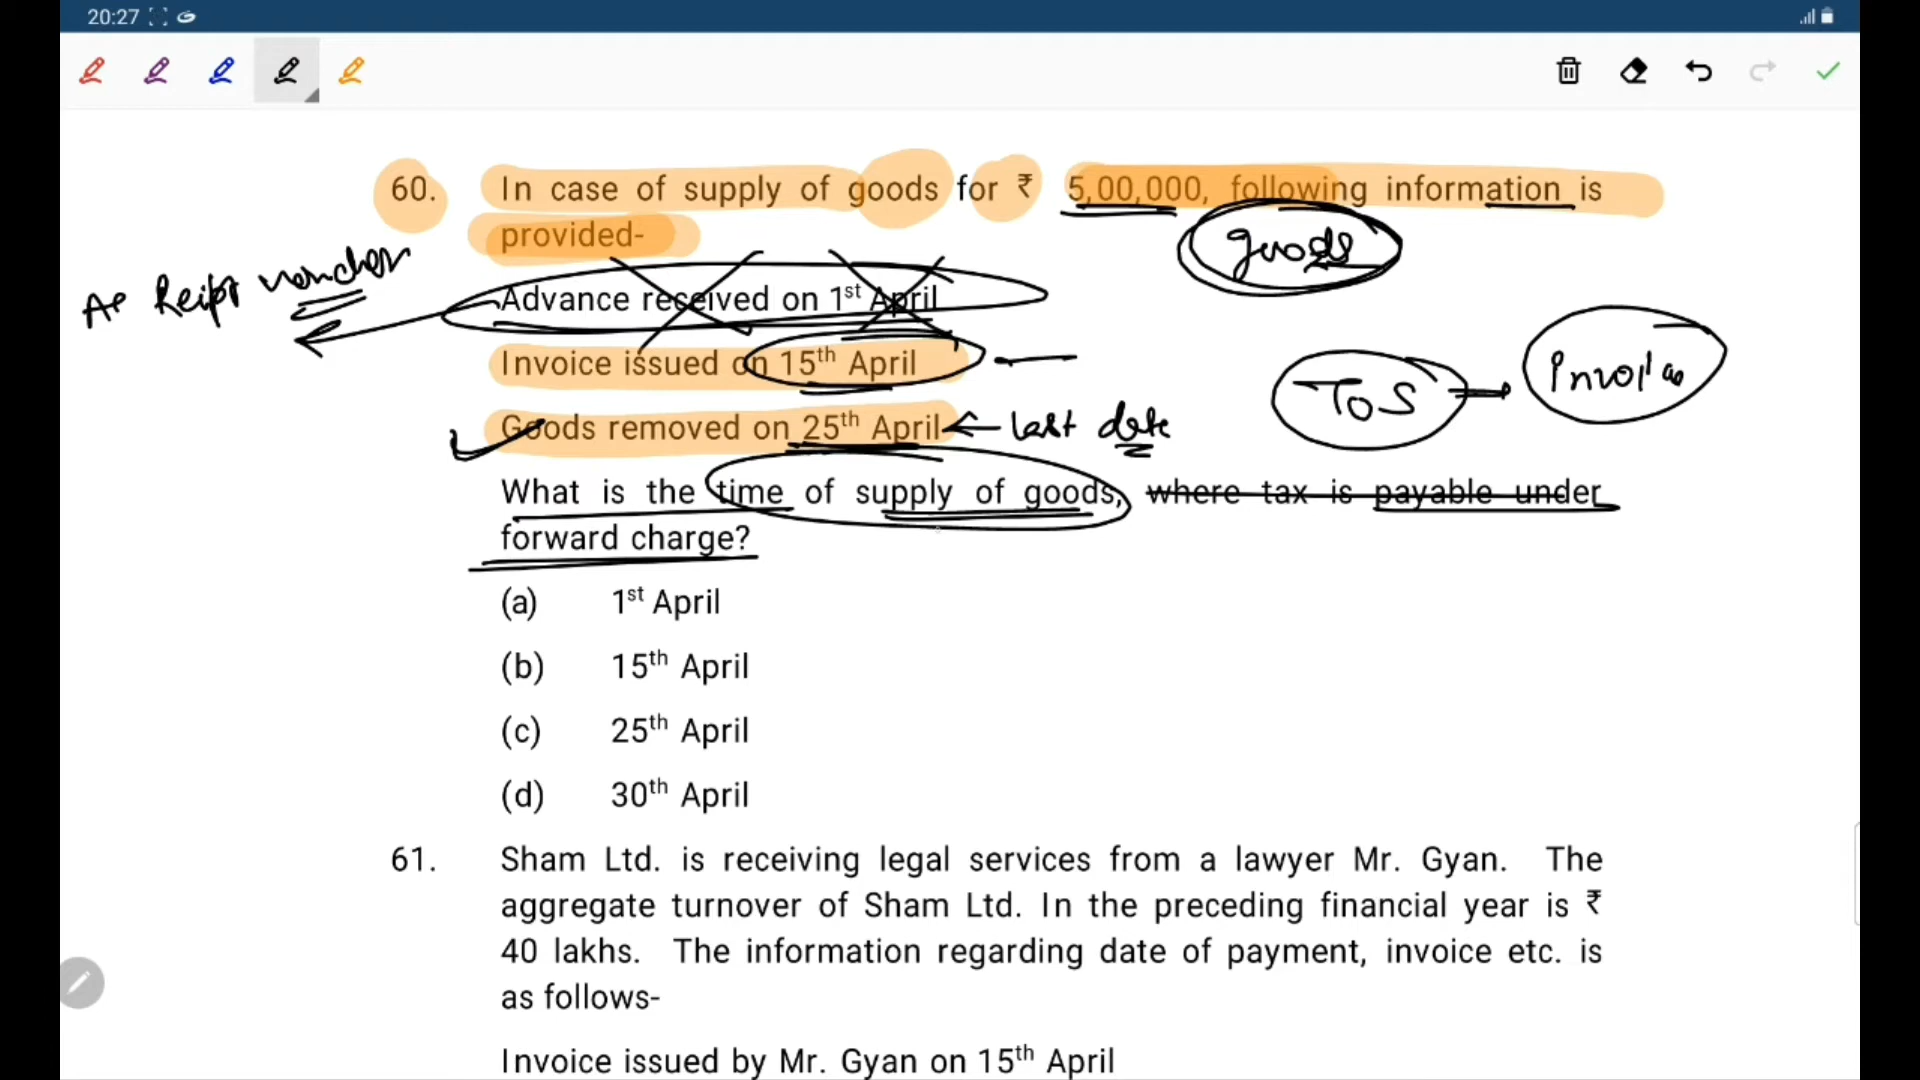 20:27
60. In case of supply of goods for ₹ 5,00,000, following information is
provided-
goods
voucher
Advance received on 1st April
Invoice issued on 15th April
Goods removed on 25th April last date
TOS
What is the time of supply of goods, where tax is payable under
forward charge?
(a) 1st April
(b) 15th April
(c) 25th April
(d) 30th April
61. Sham Ltd. is receiving legal services from a lawyer Mr. Gyan. The
aggregate turnover of Sham Ltd. In the preceding financial year is ₹
40 lakhs. The information regarding date of payment, invoice etc. is
as follows-
Invoice issued by Mr. Gyan on 15th April